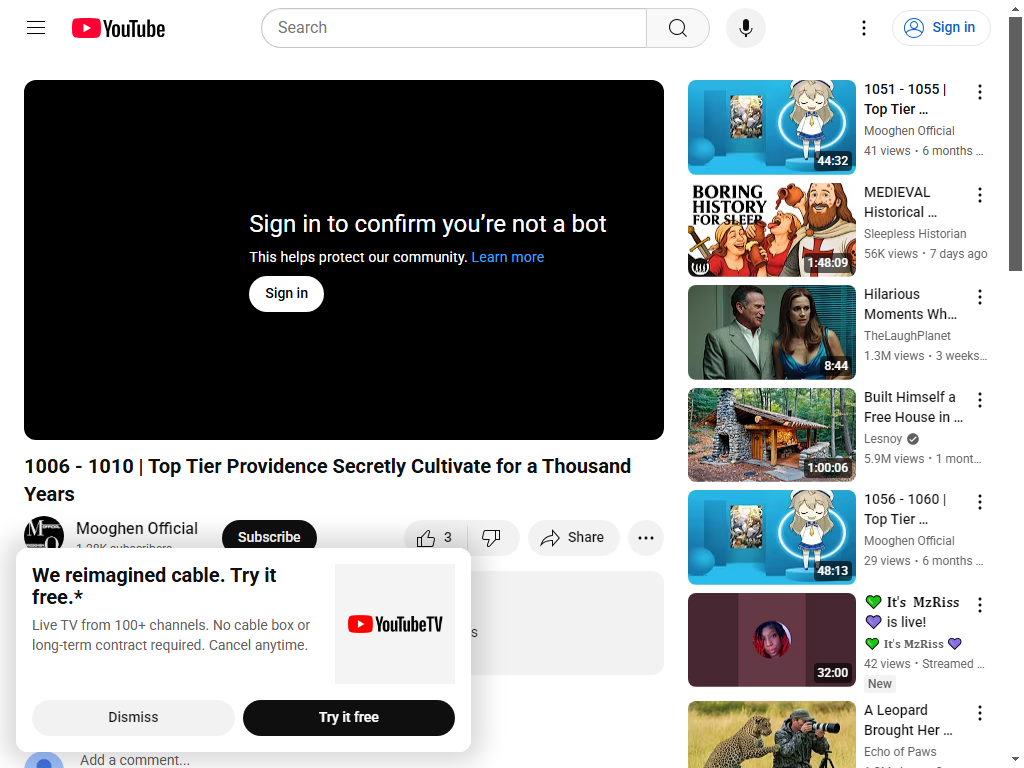 YouTube
Search
Sign in
Sign in to confirm you're not a bot
This helps protect our community. Learn more
Sign in
1006 - 1010 | Top Tier Providence Secretly Cultivate for a Thousand
Years
Mooghen Official
Subscribe
3
Share
We reimagined cable. Try it
free.*
Live TV from 100+ channels. No cable box or
long-term contract required. Cancel anytime.
YouTubeTV
Dismiss
Try it free
Add a comment...
44:32
1051 - 1055 |
Top Tier ...
Mooghen Official
41 views • 6 months ...
BORING
HISTORY
FOR SLEEP
1:48:09
MEDIEVAL
Historical ...
Sleepless Historian
56K views • 7 days ago
8:44
Hilarious
Moments Wh...
TheLaughPlanet
1.3M views • 3 weeks...
1:00:06
Built Himself a
Free House in ...
Lesnoy
5.9M views • 1 mont...
48:13
1056 - 1060 |
Top Tier ...
Mooghen Official
29 views • 6 months ...
32:00
💚 It's MzRiss
💜 is live!
💚 It's MzRiss 💜
42 views • Streamed ...
New
A Leopard
Brought Her ...
Echo of Paws